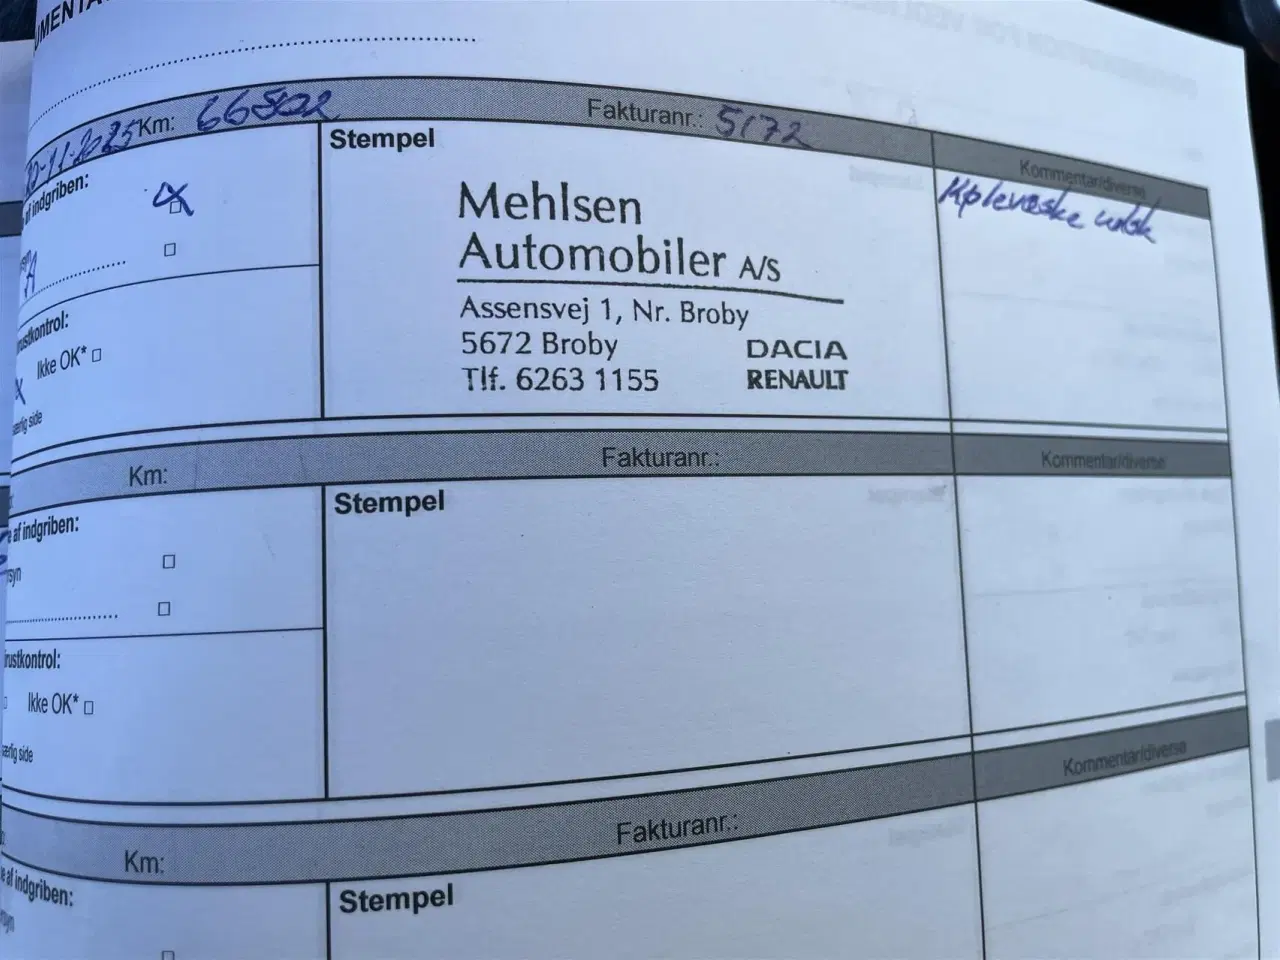 Km: 66802 Fakturanr.: 5172 Kommentar/diverse
af indgriben:
Stempel
Mehlsen
Automobiler A/S
Assensvej 1, Nr. Broby
5672 Broby DACIA
Tlf. 6263 1155 RENAULT
Kølevæske
A
rustkontrol:
Ikke OK*
særlig side
Km: Fakturanr.: Kommentar/diverse
e af indgriben:
Stempel
rsyn
rustkontrol:
Ikke OK*
særlig side
Km: Fakturanr.: Kommentar/diverse
e af indgriben:
Stempel